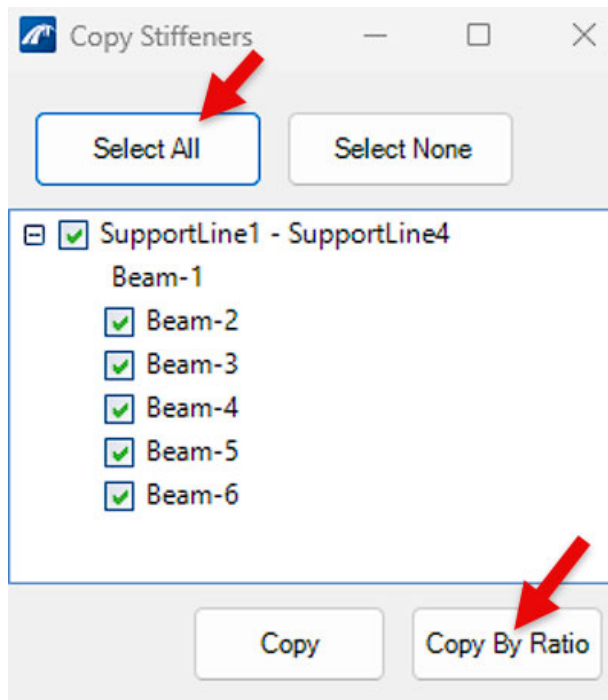 Copy Stiffeners
Select All Select None
SupportLine1 - SupportLine4
Beam-1
Beam-2
Beam-3
Beam-4
Beam-5
Beam-6
Copy Copy By Ratio